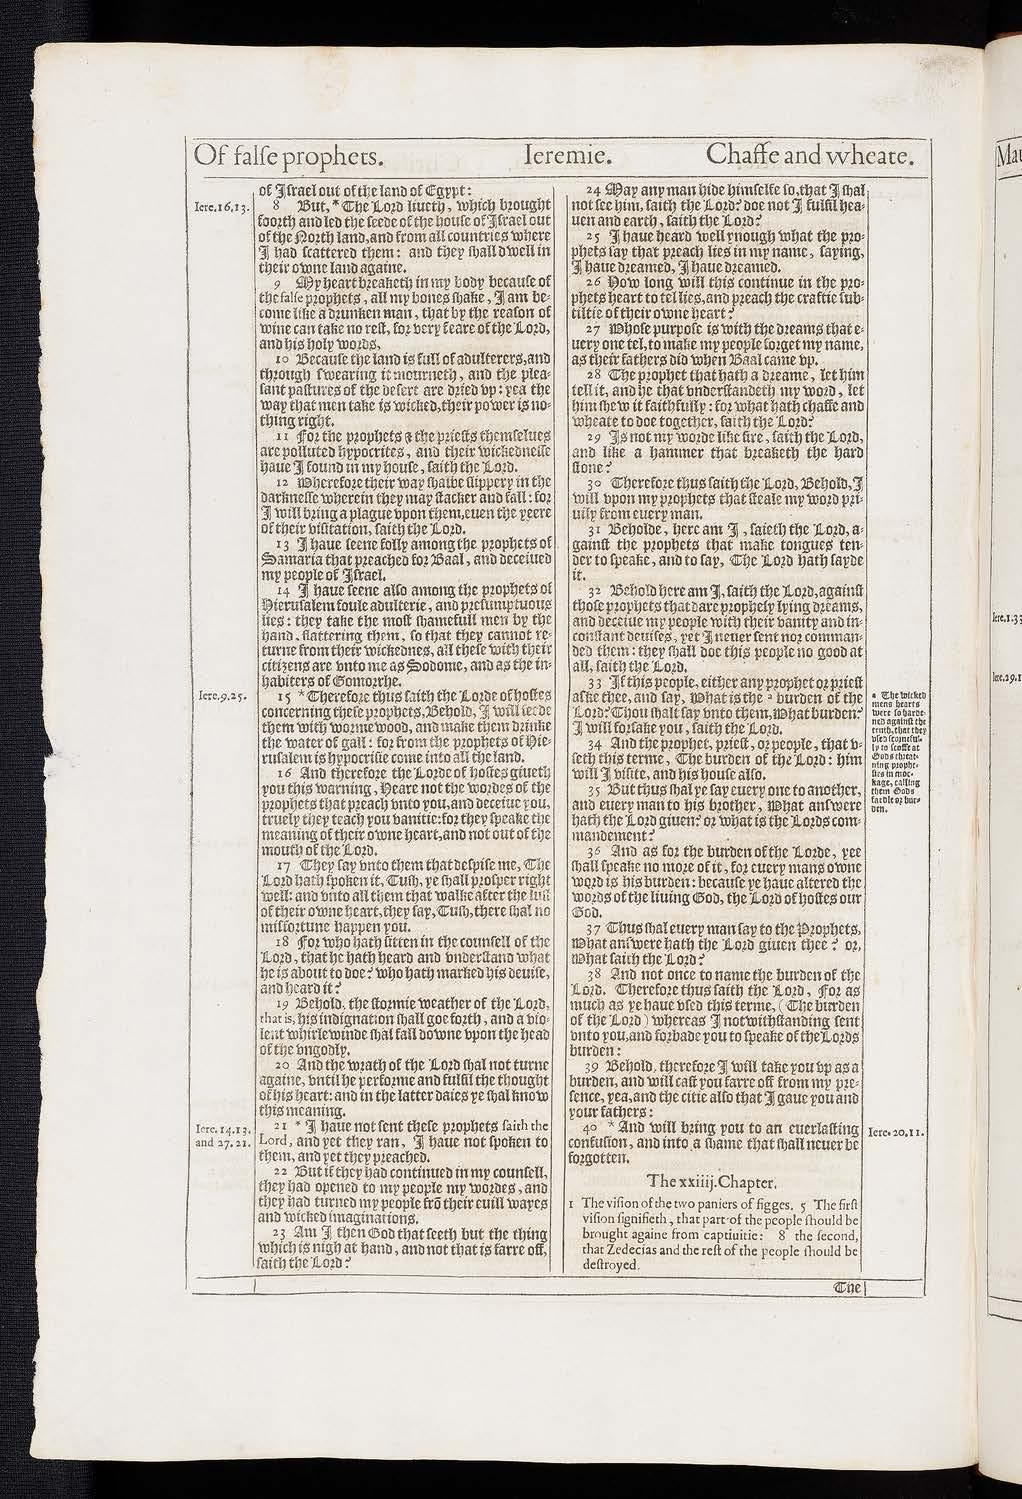 Of false prophets. Ieremie. Chaffe and wheate.
of Israel out of the land of Egypt:
Iere.16.13.
8 But, * The Lord liueth, which brought
foorth and led the seede of the house of Israel out
of the North land, and from all countries where
I had scattered them: and they shall dwell in
their owne land againe.
9 My heart breaketh in my body because of
the false prophets, all my bones shake, I am be-
come like a drunken man, that by the reason of
wine can take no rest, for very feare of the Lord,
and his holy words,
10 Because the land is full of adulterers, and
through swearing it mourneth, and the plea-
sant pastures of the desert are dried vp: yea the
way that men take is wicked, their power is no-
thing right.
11 For the prophets & the priests themselues
are polluted hypocrites, and their wickednesse
haue I found in my house, saith the Lord.
12 Wherefore their way shalbe slippery in the
darknesse wherein they may stacker and fall: for
I will bring a plague vpon them, euen the yeere
of their visitation, saith the Lord.
13 I haue seene folly among the prophets of
Samaria that preached for Baal, and deceiued
my people of Israel.
14 I haue seene also among the prophets of
Hierusalem foule adulterie, and presumptuous
lies: they take the most shamefull men by the
hand, flattering them, so that they cannot re-
turne from their wickednes, all these with their
citizens are vnto me as Sodome, and as the in-
habiters of Gomorrhe.
Iere.9.25.
15 * Therefore thus saith the Lorde of hostes
concerning these prophets, Behold, I will feede
them with wormewood, and make them drinke
the water of gall: for from the prophets of Hie-
rusalem is hypocrisie come into all the land.
16 And therefore the Lorde of hostes giueth
you this warning, Heare not the wordes of the
prophets that preach vnto you, and deceiue you,
truely they teach you vanitie: for they speake the
meaning of their owne heart, and not out of the
mouth of the Lord.
17 They say vnto them that despise me, The
Lord hath spoken it, Tush, ye shall prosper right
well: and vnto all them that walke after the lust
of their owne heart, they say, Tush, there shal no
misfortune happen you.
18 For who hath sitten in the counsell of the
Lord, that he hath heard and vnderstand what
he is about to doe? who hath marked his deuise,
and heard it?
19 Behold, the stormie weather of the Lord,
that is, his indignation shall goe forth, and a vio-
lent whirlewinde shal fall downe vpon the head
of the vngodly.
20 And the wrath of the Lord shal not turne
againe, vntil he performe and fulfil the thought
of his heart: and in the latter daies ye shal know
this meaning.
Iere.14.13.
and 27.21.
21 * I haue not sent these prophets saith the
Lord, and yet they ran, I haue not spoken to
them, and yet they preached.
22 But if they had continued in my counsell,
they had opened to my people my wordes, and
they had turned my people frō their euill wayes
and wicked imaginations.
23 Am I then God that seeth but the thing
which is nigh at hand, and not that is farre off,
saith the Lord?
24 May any man hide himselfe so, that I shal
not see him, saith the Lord? doe not I fulfil hea-
uen and earth, saith the Lord?
25 I haue heard well ynough what the pro-
phets say that preach lies in my name, saying,
I haue dreamed, I haue dreamed.
26 How long will this continue in the pro-
phets heart to tel lies, and preach the craftie sub-
tiltie of their owne heart?
27 Whose purpose is with the dreams that e-
uery one tel, to make my people forget my name,
as their fathers did when Baal came vp.
28 The prophet that hath a dreame, let him
tell it, and he that vnderstandeth my word, let
him shew it faithfully: for what hath chaffe and
wheate to doe together, saith the Lord?
29 Is not my worde like fire, saith the Lord,
and like a hammer that breaketh the hard
stone?
30 Therefore thus saith the Lord, Behold, I
will vpon my prophets that steale my word pri-
uily from euery man.
31 Beholde, here am I, saieth the Lord, a-
gainst the prophets that make tongues ten-
der to speake, and to say, The Lord hath sayde
it.
32 Behold here am I, saith the Lord, against
those prophets that dare prophesy lying dreams,
and deceiue my people with their vanity and in-
constant deuises, yet I neuer sent nor comman-
ded them: they shall doe this people no good at
all, saith the Lord.
33 If this people, either any prophet or priest
aske thee, and say, What is the a burden of the
Lord? Thou shalt say vnto them, What burden?
I will forsake you, saith the Lord.
34 And the prophet, priest, or people, that v-
seth this terme, The burden of the Lord: him
will I visite, and his house also.
35 But thus shal ye say euery one to another,
and euery man to his brother, What answere
hath the Lord giuen? or what is the Lords com-
mandement?
36 And as for the burden of the Lorde, yee
shall speake no more of it, for euery mans owne
word is his burden: because ye haue altered the
words of the liuing God, the Lord of hostes our
God.
37 Thus shal euery man say to the Prophets,
What answere hath the Lord giuen thee? or,
What saith the Lord?
38 And not once to name the burden of the
Lord. Therefore thus saith the Lord, For as
much as ye haue vsed this terme, (The burden
of the Lord) whereas I notwithstanding sent
vnto you, and forbade you to speake of the Lords
burden:
39 Behold, therefore I will take you vp as a
burden, and will cast you farre off from my pre-
sence, yea, and the citie also that I gaue you and
your fathers:
40 * And will bring you to an euerlasting
confusion, and into a shame that shall neuer be
forgotten.
The xxiiij. Chapter.
1 The vision of the two paniers of figges. 5 The first
vision signifieth, that part of the people should be
brought againe from captiuitie: 8 the second,
that Zedecias and the rest of the people should be
destroyed.
The
a The wicked
mens hearts
were so harde-
ned against the
truth, that they
vsed scornful-
ly to scoffe at
Gods threat-
ning prophe-
sies in moc-
kage, calling
them Gods
fardle or bur-
den.
Iere.20.11.
Mau
Iere.1.33
Iere.29.1